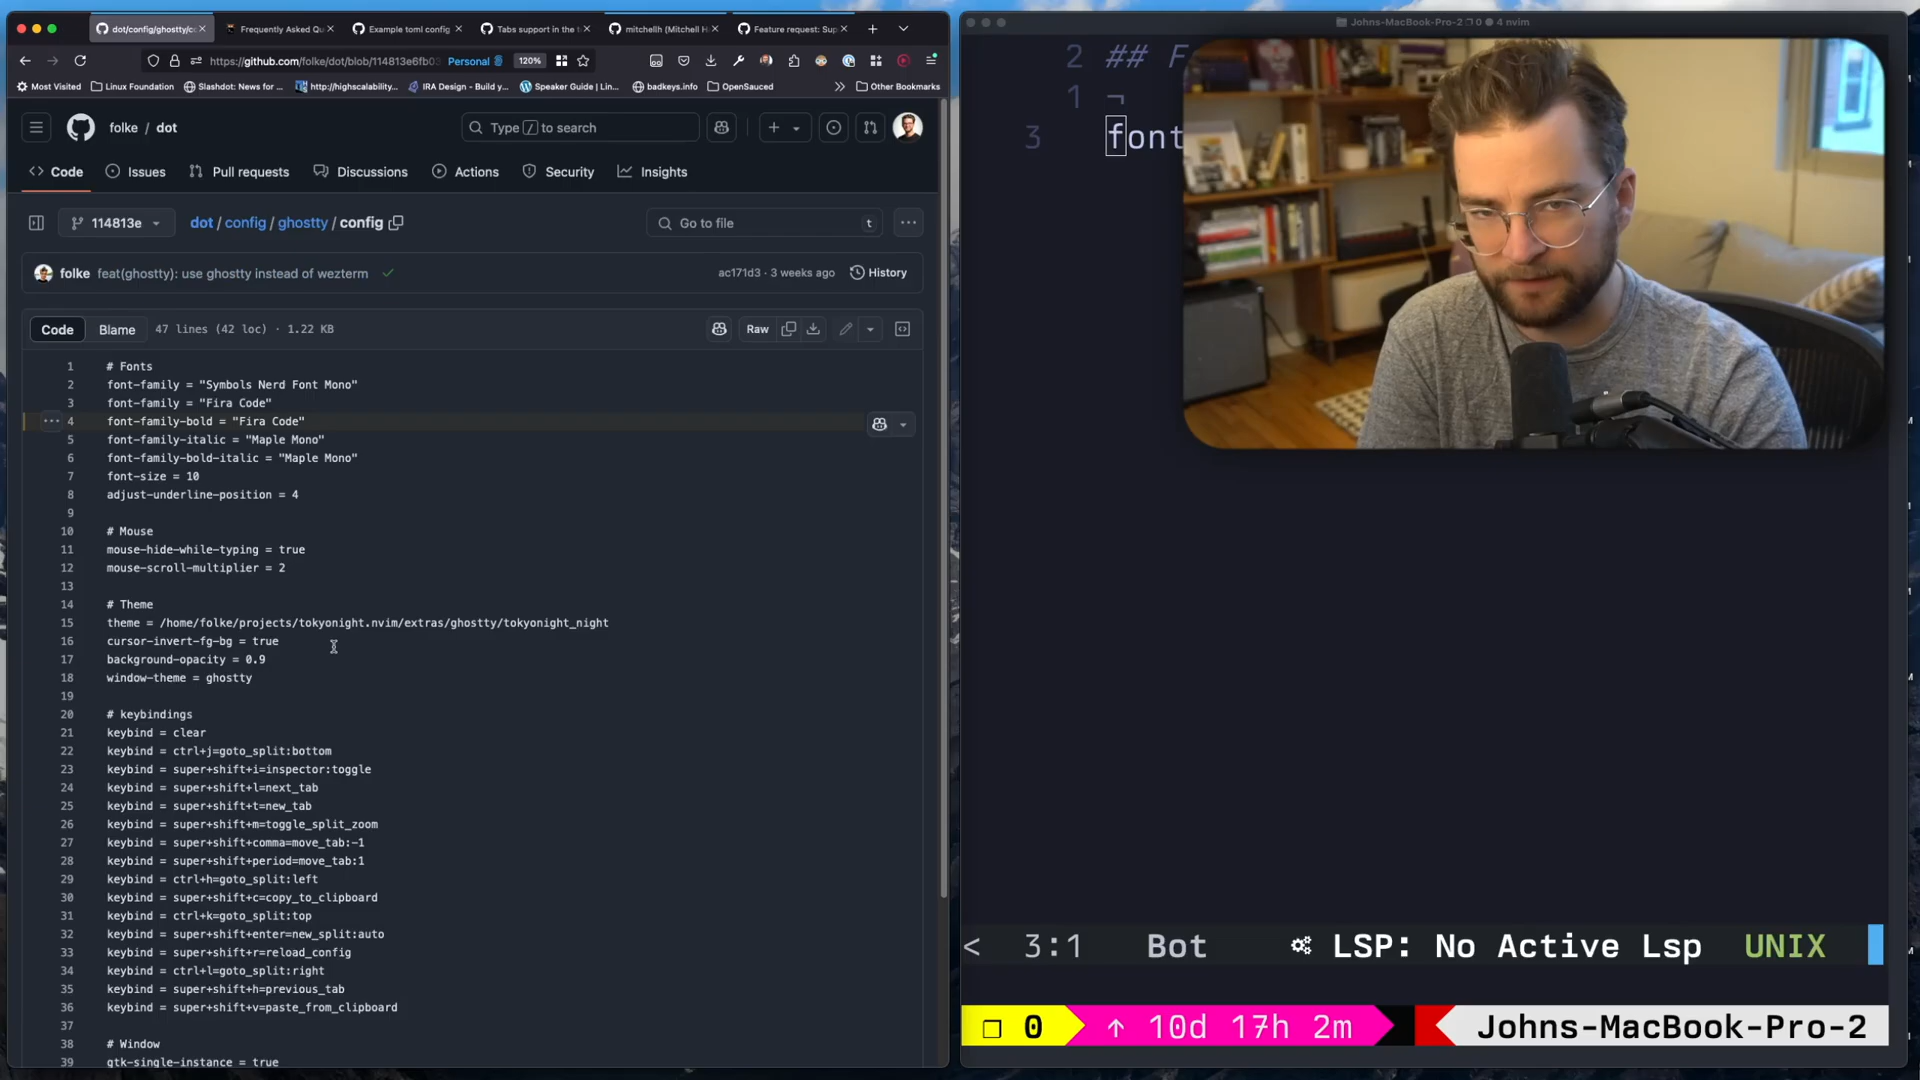 dot/config/ghostty/c
Frequently Asked Qu
Example toml config
Tabs support in the t
mitchellh (Mitchell H
Feature request: Sup
https://github.com/folke/dot/blob/114813e6fb03
Personal
120%
Most Visited
Linux Foundation
Slashdot: News for ...
http://highscalability....
IRA Design - Build y...
Speaker Guide | Lin...
badkeys.info
OpenSauced
Other Bookmarks
folke / dot
Type / to search
Code
Issues
Pull requests
Discussions
Actions
Security
Insights
114813e
dot / config / ghostty / config
Go to file
t
folke feat(ghostty): use ghostty instead of wezterm
ac171d3 · 3 weeks ago
History
Code
Blame
47 lines (42 loc) · 1.22 KB
Raw
1 # Fonts
2 font-family = "Symbols Nerd Font Mono"
3 font-family = "Fira Code"
4 font-family-bold = "Fira Code"
5 font-family-italic = "Maple Mono"
6 font-family-bold-italic = "Maple Mono"
7 font-size = 10
8 adjust-underline-position = 4
9
10 # Mouse
11 mouse-hide-while-typing = true
12 mouse-scroll-multiplier = 2
13
14 # Theme
15 theme = /home/folke/projects/tokyonight.nvim/extras/ghostty/tokyonight_night
16 cursor-invert-fg-bg = true
17 background-opacity = 0.9
18 window-theme = ghostty
19
20 # keybindings
21 keybind = clear
22 keybind = ctrl+j=goto_split:bottom
23 keybind = super+shift+i=inspector:toggle
24 keybind = super+shift+l=next_tab
25 keybind = super+shift+t=new_tab
26 keybind = super+shift+m=toggle_split_zoom
27 keybind = super+shift+comma=move_tab:-1
28 keybind = super+shift+period=move_tab:1
29 keybind = ctrl+h=goto_split:left
30 keybind = super+shift+c=copy_to_clipboard
31 keybind = ctrl+k=goto_split:top
32 keybind = super+shift+enter=new_split:auto
33 keybind = super+shift+r=reload_config
34 keybind = ctrl+l=goto_split:right
35 keybind = super+shift+h=previous_tab
36 keybind = super+shift+v=paste_from_clipboard
37
38 # Window
39 gtk-single-instance = true
Johns-MacBook-Pro-2 ❐ 0 ● 4 nvim
2 ## F
1 ¬
3 font
< 3:1 Bot LSP: No Active Lsp UNIX
❐ 0 ↑ 10d 17h 2m Johns-MacBook-Pro-2